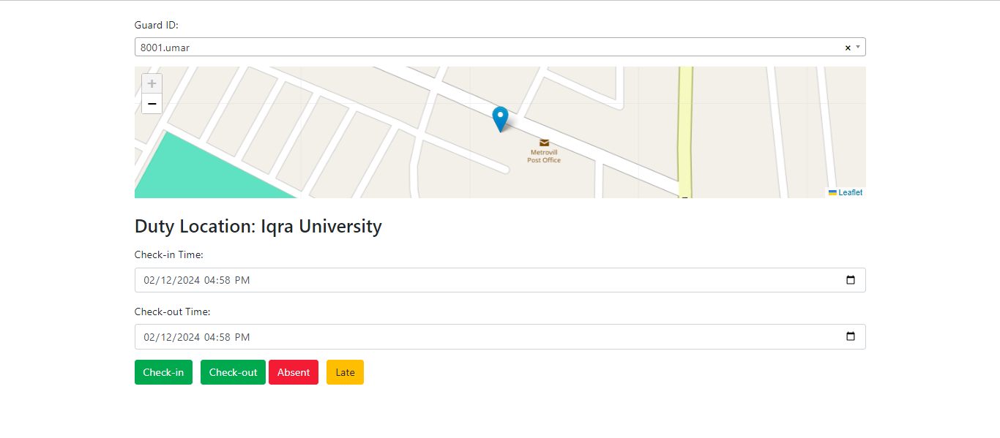 Guard ID:
8001.umar
×
+
−
Metrovill
Post Office
Leaflet
Duty Location: Iqra University
Check-in Time:
02/12/2024 04:58 PM
Check-out Time:
02/12/2024 04:58 PM
Check-in Check-out Absent Late